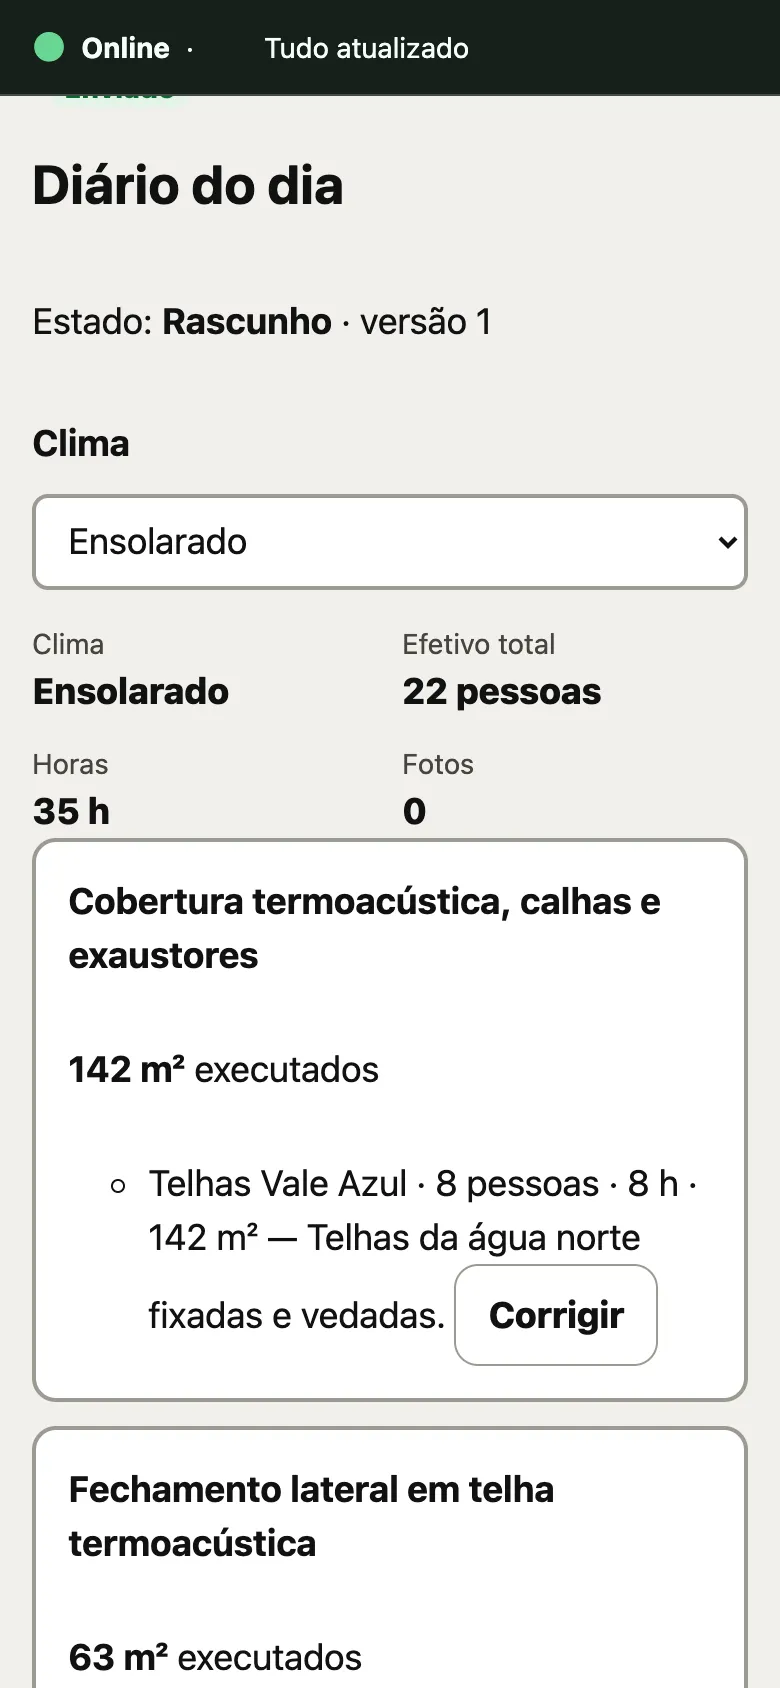 Online · Tudo atualizado
Diário do dia
Estado: Rascunho · versão 1
Clima
Ensolarado
Clima Efetivo total
Ensolarado 22 pessoas
Horas Fotos
35 h 0
Cobertura termoacústica, calhas e
exaustores
142 m² executados
Telhas Vale Azul · 8 pessoas · 8 h ·
142 m² — Telhas da água norte
fixadas e vedadas. Corrigir
Fechamento lateral em telha
termoacústica
63 m² executados